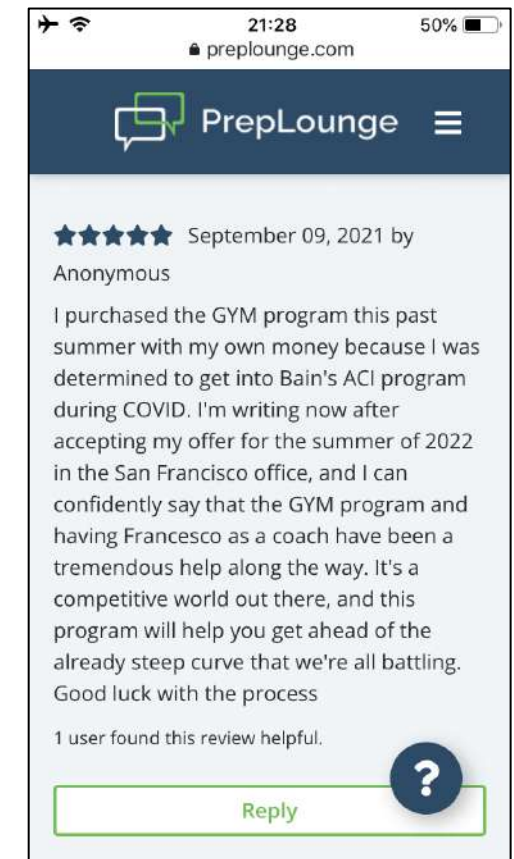 21:28
50%
preplounge.com
PrepLounge
September 09, 2021 by
Anonymous
I purchased the GYM program this past
summer with my own money because I was
determined to get into Bain's ACI program
during COVID. I'm writing now after
accepting my offer for the summer of 2022
in the San Francisco office, and I can
confidently say that the GYM program and
having Francesco as a coach have been a
tremendous help along the way. It's a
competitive world out there, and this
program will help you get ahead of the
already steep curve that we're all battling.
Good luck with the process
1 user found this review helpful.
?
Reply